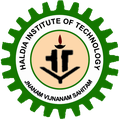 HALDIA INSTITUTE OF TECHNOLOGY
JNANAM VIJNANAM SAHITAM